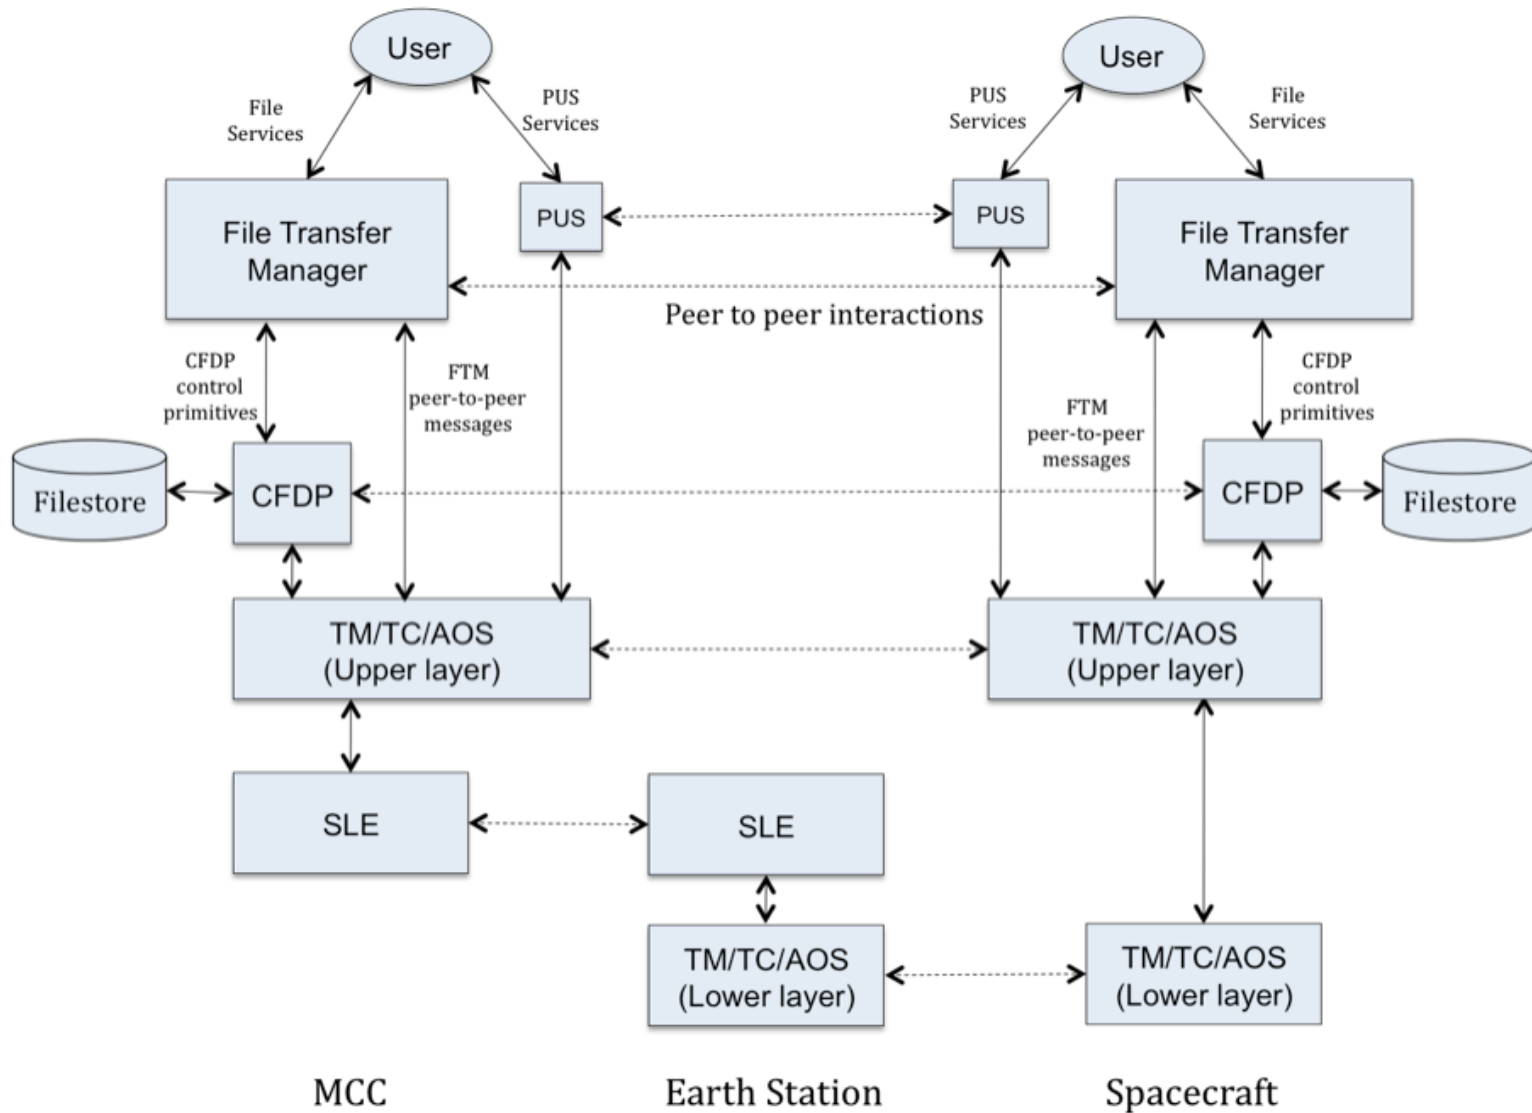 User
User
File
Services
PUS
Services
PUS
Services
File
Services
File Transfer
Manager
PUS
PUS
File Transfer
Manager
Peer to peer interactions
CFDP
control
primitives
FTM
peer-to-peer
messages
FTM
peer-to-peer
messages
CFDP
control
primitives
Filestore
CFDP
CFDP
Filestore
TM/TC/AOS
(Upper layer)
TM/TC/AOS
(Upper layer)
SLE
SLE
TM/TC/AOS
(Lower layer)
TM/TC/AOS
(Lower layer)
MCC
Earth Station
Spacecraft